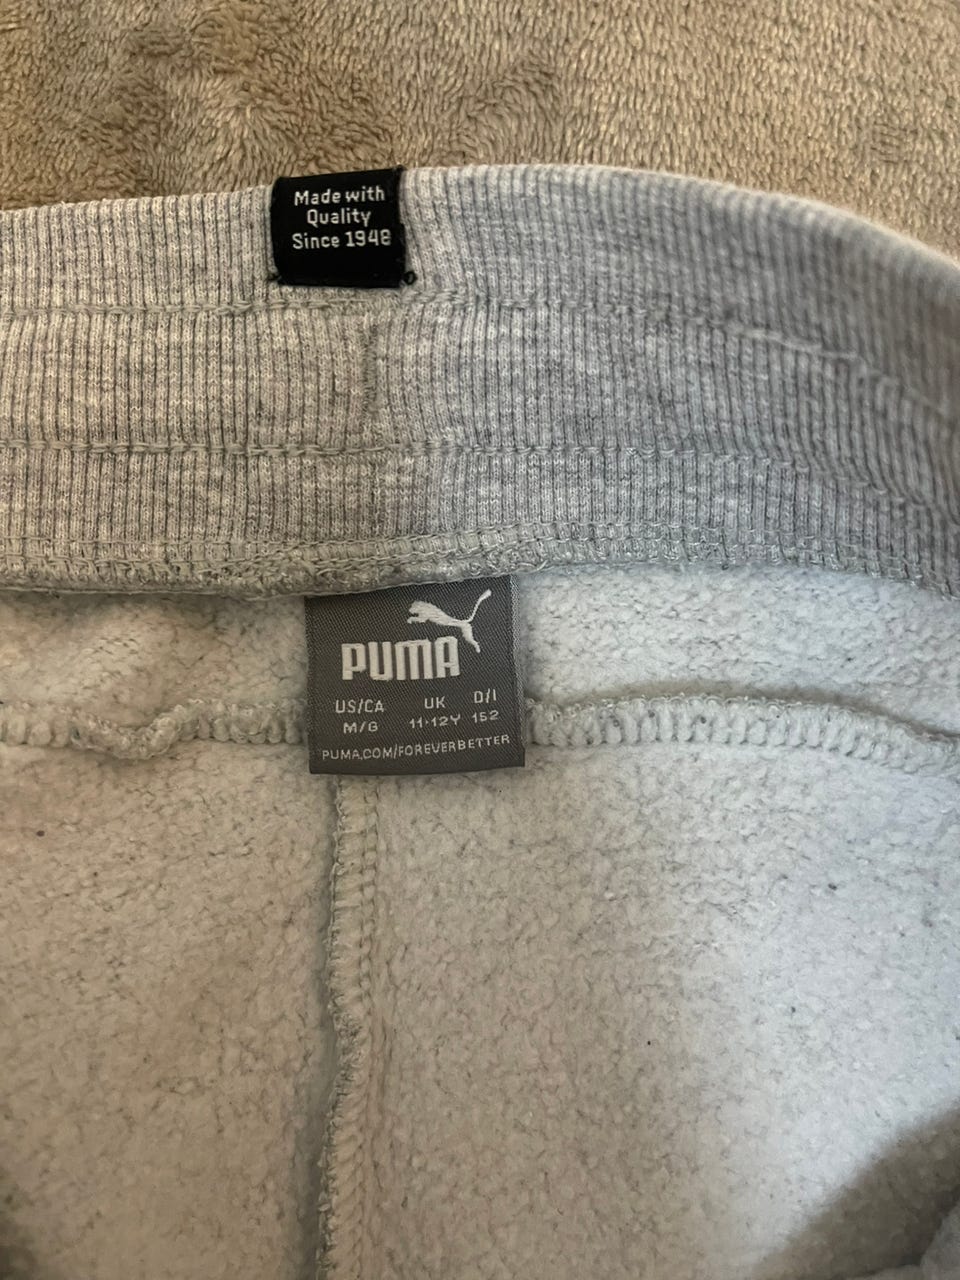 Made with
Quality
Since 1948
PUMA
US/CA UK D/I
M/G 11-12Y 152
PUMA.COM/FOREVERBETTER